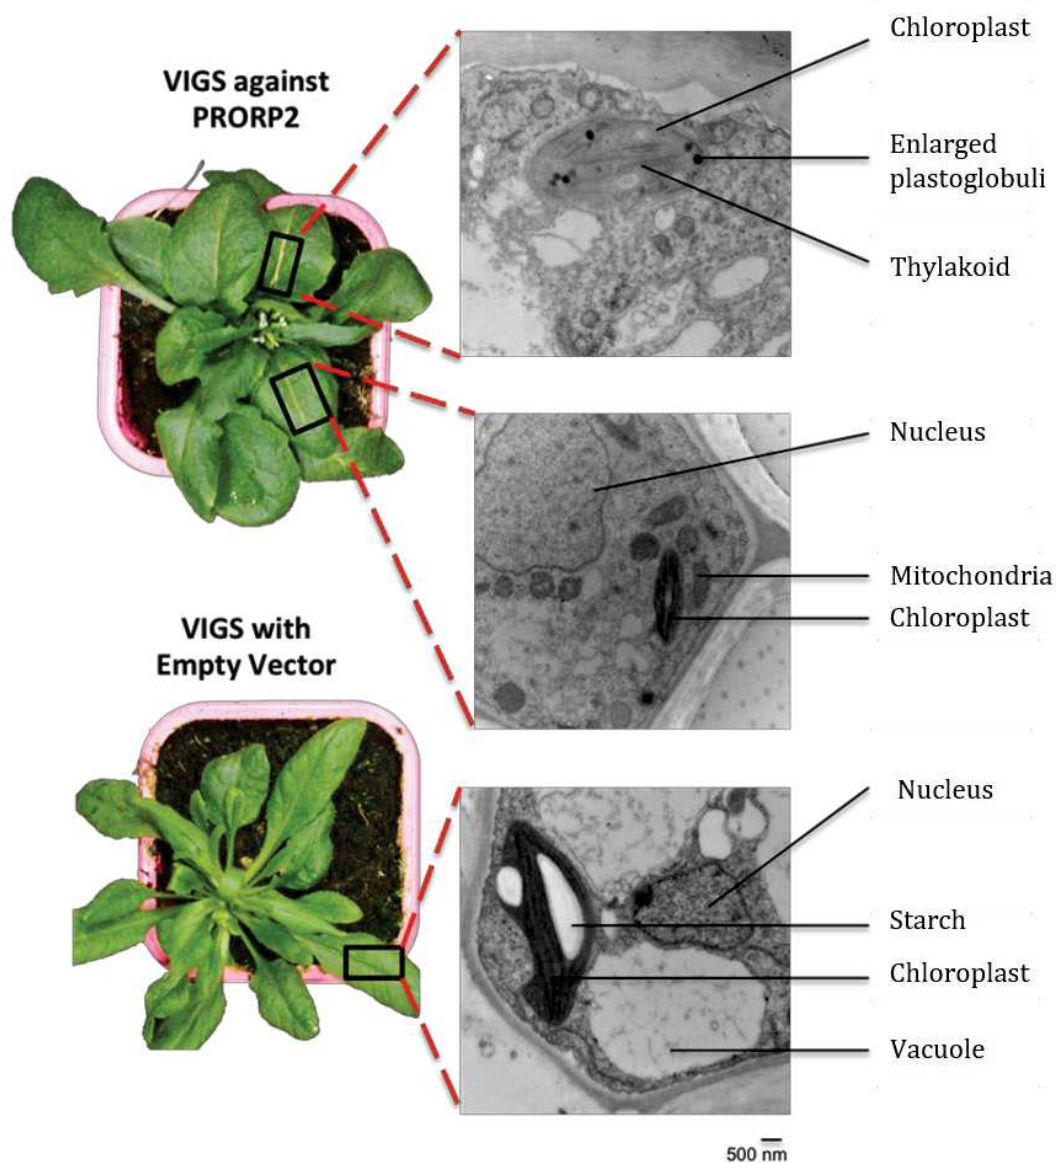 VIGS against
PRORP2
Chloroplast
Enlarged
plastoglobuli
Thylakoid
Nucleus
Mitochondria
Chloroplast
VIGS with
Empty Vector
Nucleus
Starch
Chloroplast
Vacuole
500 nm